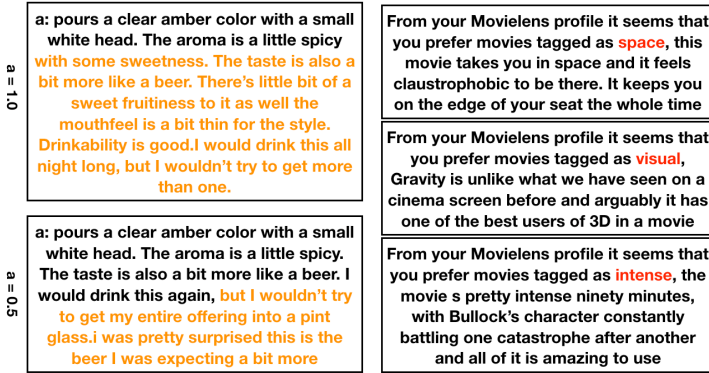 a = 1.0
a: pours a clear amber color with a small
white head. The aroma is a little spicy
with some sweetness. The taste is also a
bit more like a beer. There's little bit of a
sweet fruitiness to it as well the
mouthfeel is a bit thin for the style.
Drinkability is good.I would drink this all
night long, but I wouldn't try to get more
than one.
a = 0.5
a: pours a clear amber color with a small
white head. The aroma is a little spicy.
The taste is also a bit more like a beer. I
would drink this again, but I wouldn't try
to get my entire offering into a pint
glass.i was pretty surprised this is the
beer I was expecting a bit more
From your Movielens profile it seems that
you prefer movies tagged as space, this
movie takes you in space and it feels
claustrophobic to be there. It keeps you
on the edge of your seat the whole time
From your Movielens profile it seems that
you prefer movies tagged as visual,
Gravity is unlike what we have seen on a
cinema screen before and arguably it has
one of the best users of 3D in a movie
From your Movielens profile it seems that
you prefer movies tagged as intense, the
movie s pretty intense ninety minutes,
with Bullock's character constantly
battling one catastrophe after another
and all of it is amazing to use